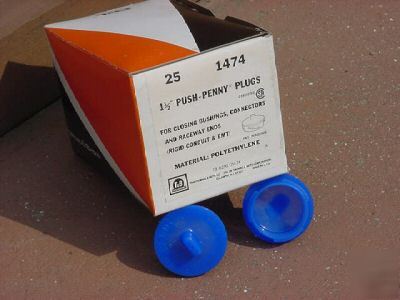 25 1474
1½" PUSH-PENNY PLUGS
FOR CLOSING BUSHINGS, CONNECTORS
AND RACEWAY ENDS
(RIGID CONDUIT & EMT)
MATERIAL: POLYETHYLENE